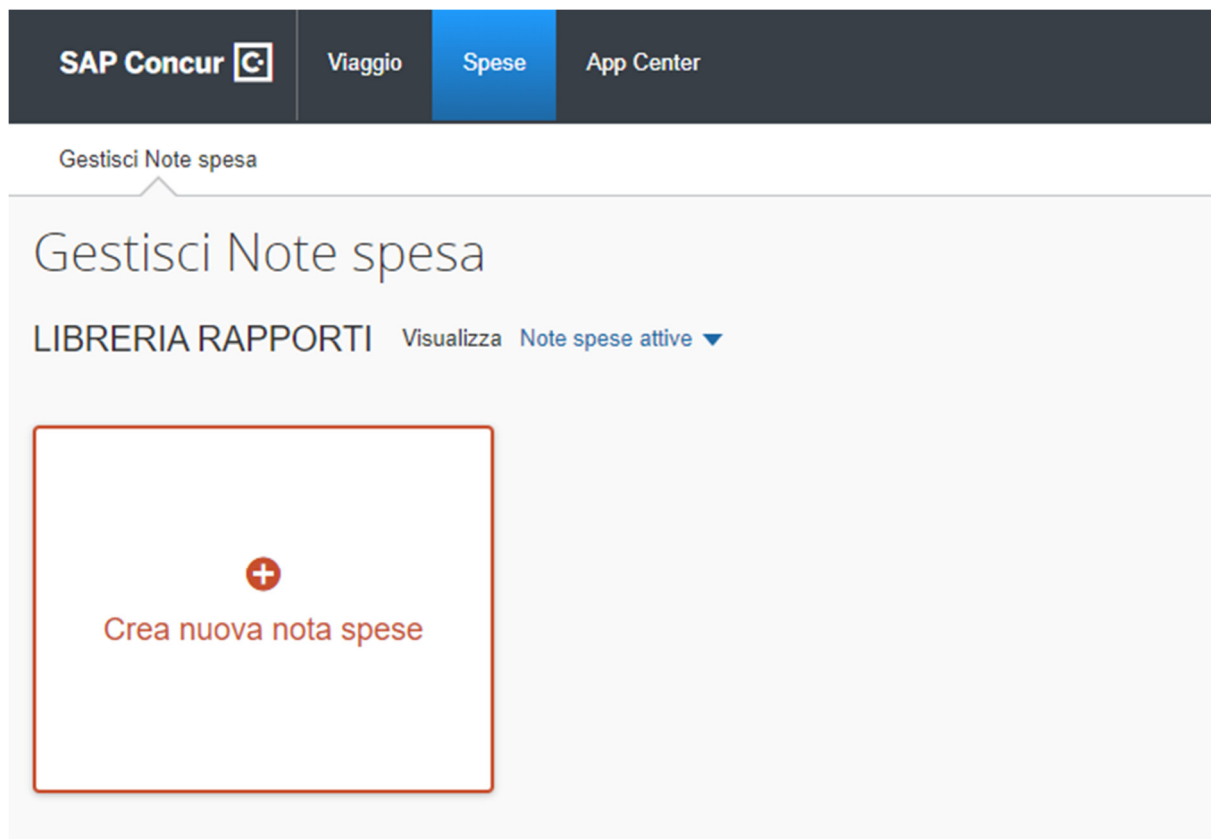 SAP Concur C Viaggio Spese App Center
Gestisci Note spesa
Gestisci Note spesa
LIBRERIA RAPPORTI Visualizza Note spese attive
Crea nuova nota spese